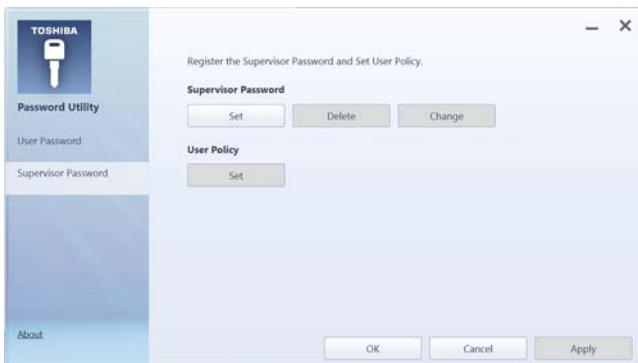 TOSHIBA
Password Utility
User Password
Supervisor Password
About
Register the Supervisor Password and Set User Policy.
Supervisor Password
Set Delete Change
User Policy
Set
OK Cancel Apply